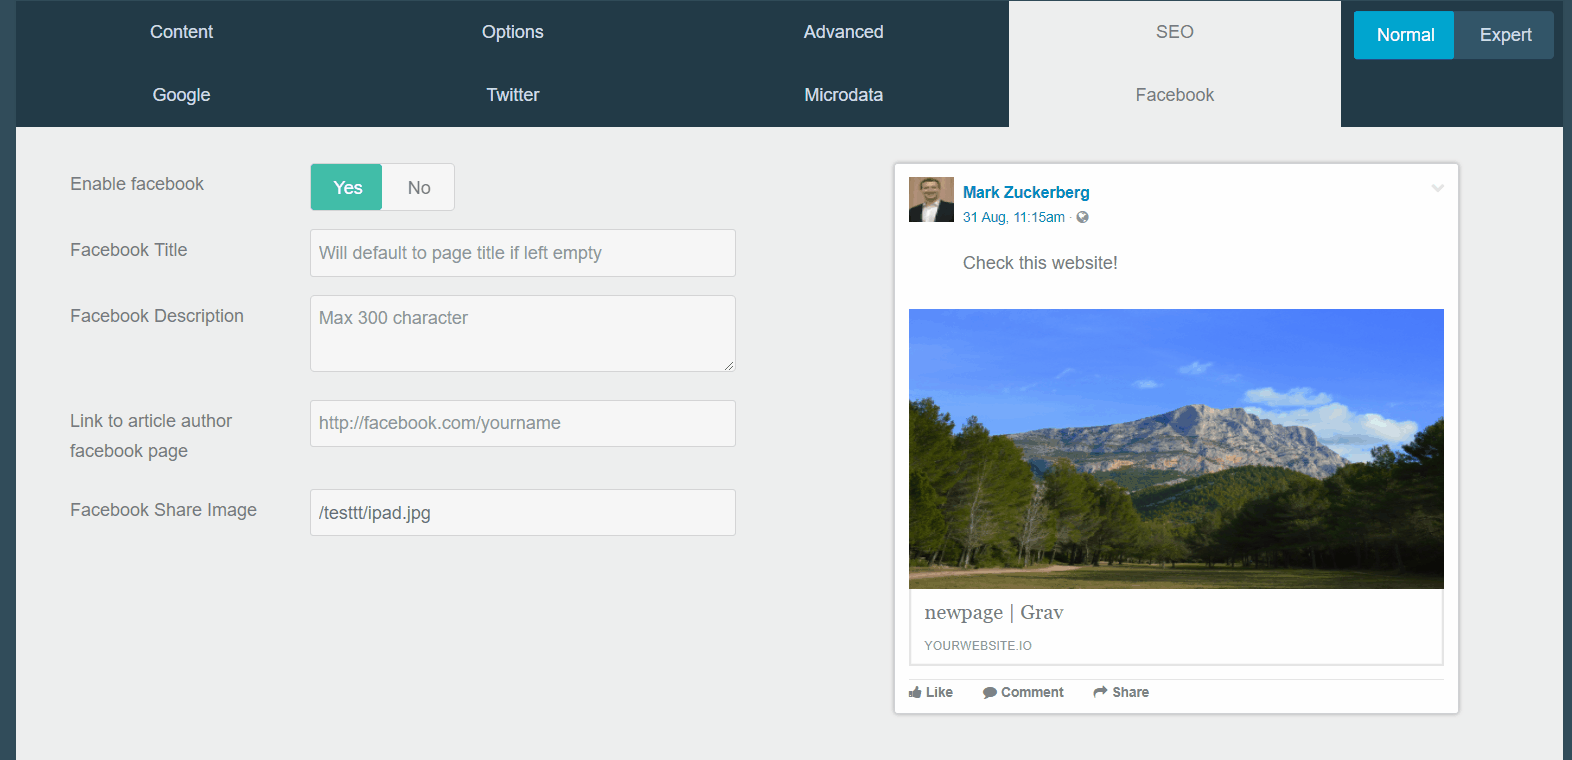 Content Options Advanced SEO Normal Expert
Google Twitter Microdata Facebook
Enable facebook Yes No
Facebook Title Will default to page title if left empty
Facebook Description Max 300 character
Link to article author
facebook page
http://facebook.com/yourname
Facebook Share Image /testtt/ipad.jpg
Mark Zuckerberg
31 Aug, 11:15am ·
Check this website!
newpage | Grav
YOURWEBSITE.IO
Like Comment Share